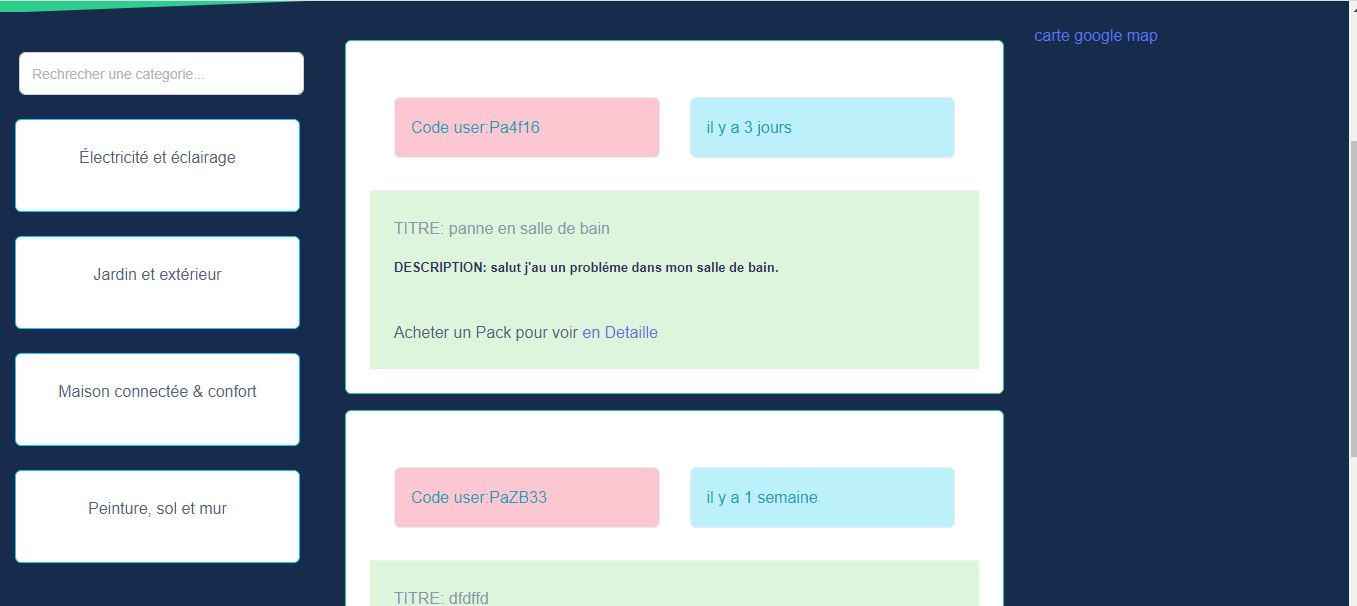 Rechrecher une categorie...
Électricité et éclairage
Jardin et extérieur
Maison connectée & confort
Peinture, sol et mur
Code user:Pa4f16
il y a 3 jours
TITRE: panne en salle de bain
DESCRIPTION: salut j'au un probléme dans mon salle de bain.
Acheter un Pack pour voir en Detaille
Code user:PaZB33
il y a 1 semaine
TITRE: dfdffd
carte google map